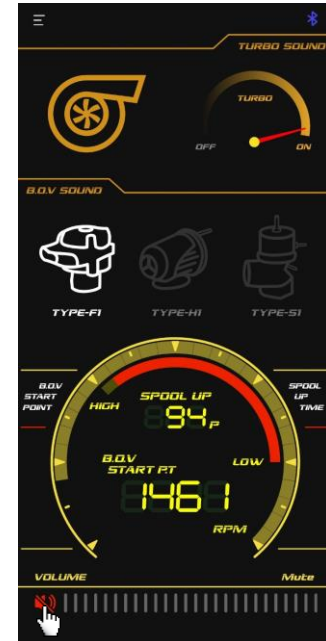 TURBO SOUND
TURBO
OFF
ON
B.O.V SOUND
TYPE-F1
TYPE-H1
TYPE-S1
B.O.V
START
POINT
SPOOL
UP
TIME
HIGH
SPOOL UP
94 P
LOW
B.O.V
START P.T
1461
RPM
VOLUME
Mute